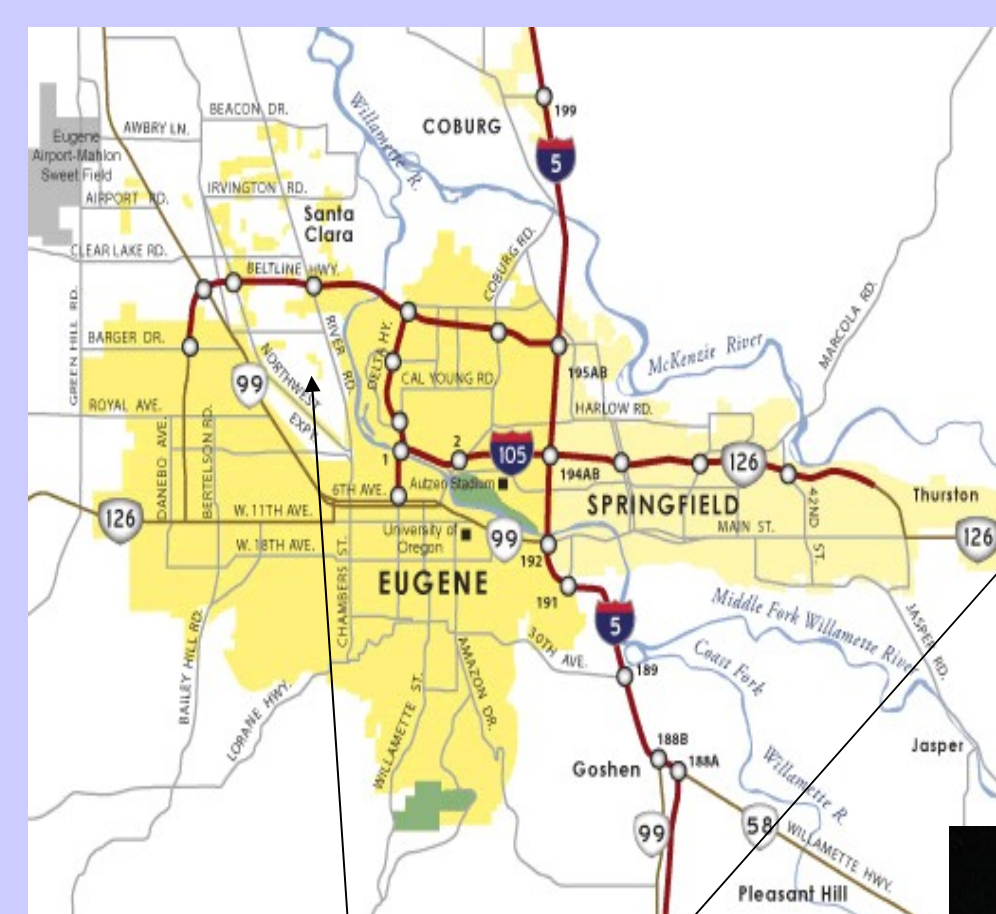 199
BEACON DR.
COBURG
AWBRY LN.
Willamette R.
Eugene
Airport-Mahlon
Sweet Field
5
AIRPORT RD.
IRVINGTON RD.
Santa
Clara
CLEAR LAKE RD.
BELTLINE HWY.
COBURG RD.
GREEN HILL RD.
BARGER DR.
RIVER RD.
DELTA HY.
McKenzie River
MARCOLA RD.
NORTHWEST EXPY.
99
CAL YOUNG RD.
195AB
ROYAL AVE.
HARLOW RD.
DANEBO AVE.
BERTELSON RD.
1
2
105
194AB
126
6TH AVE.
Autzen Stadium
SPRINGFIELD
42ND ST.
Thurston
126
W. 11TH AVE.
University of
Oregon
99
MAIN ST.
126
W. 18TH AVE.
192
CHAMBERS ST.
EUGENE
191
5
Middle Fork Willamette River
JASPER RD.
BAILEY HILL RD.
30TH AVE.
Coast Fork
Willamette R.
AMAZON DR.
189
LORANE HWY.
WILLAMETTE ST.
188B
188A
Goshen
Jasper
99
58
WILLAMETTE HWY.
Pleasant Hill